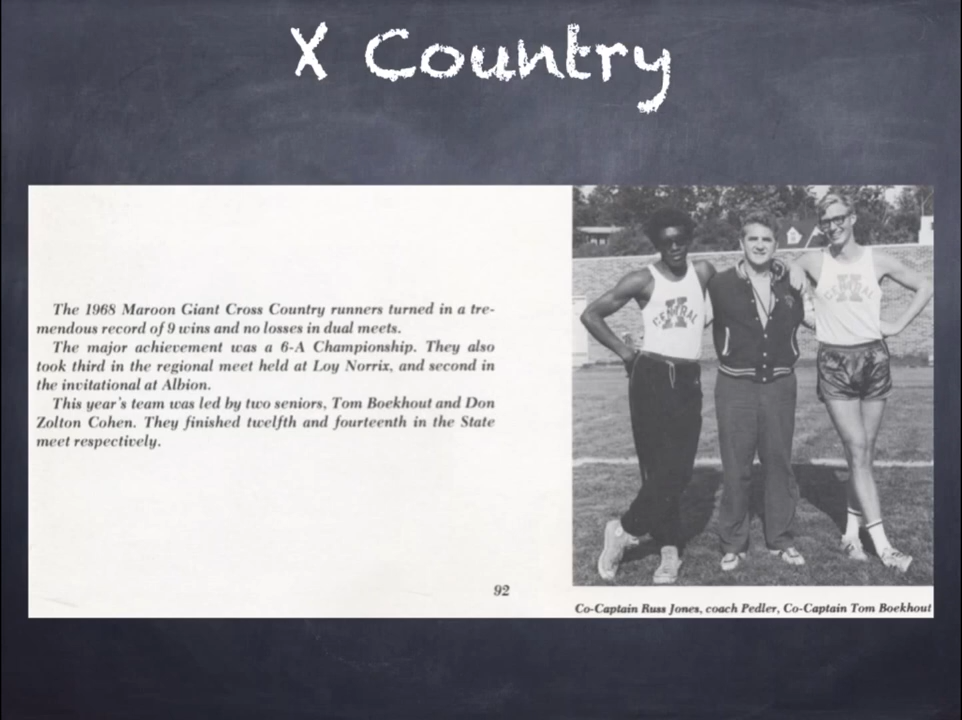 X Country
The 1968 Maroon Giant Cross Country runners turned in a tre-
mendous record of 9 wins and no losses in dual meets.
The major achievement was a 6-A Championship. They also
took third in the regional meet held at Loy Norrix, and second in
the invitational at Albion.
This year's team was led by two seniors, Tom Boekhout and Don
Zolton Cohen. They finished twelfth and fourteenth in the State
meet respectively.
92
K
CENTRAL
K
CENTRAL
Co-Captain Russ Jones, coach Pedler, Co-Captain Tom Boekhout